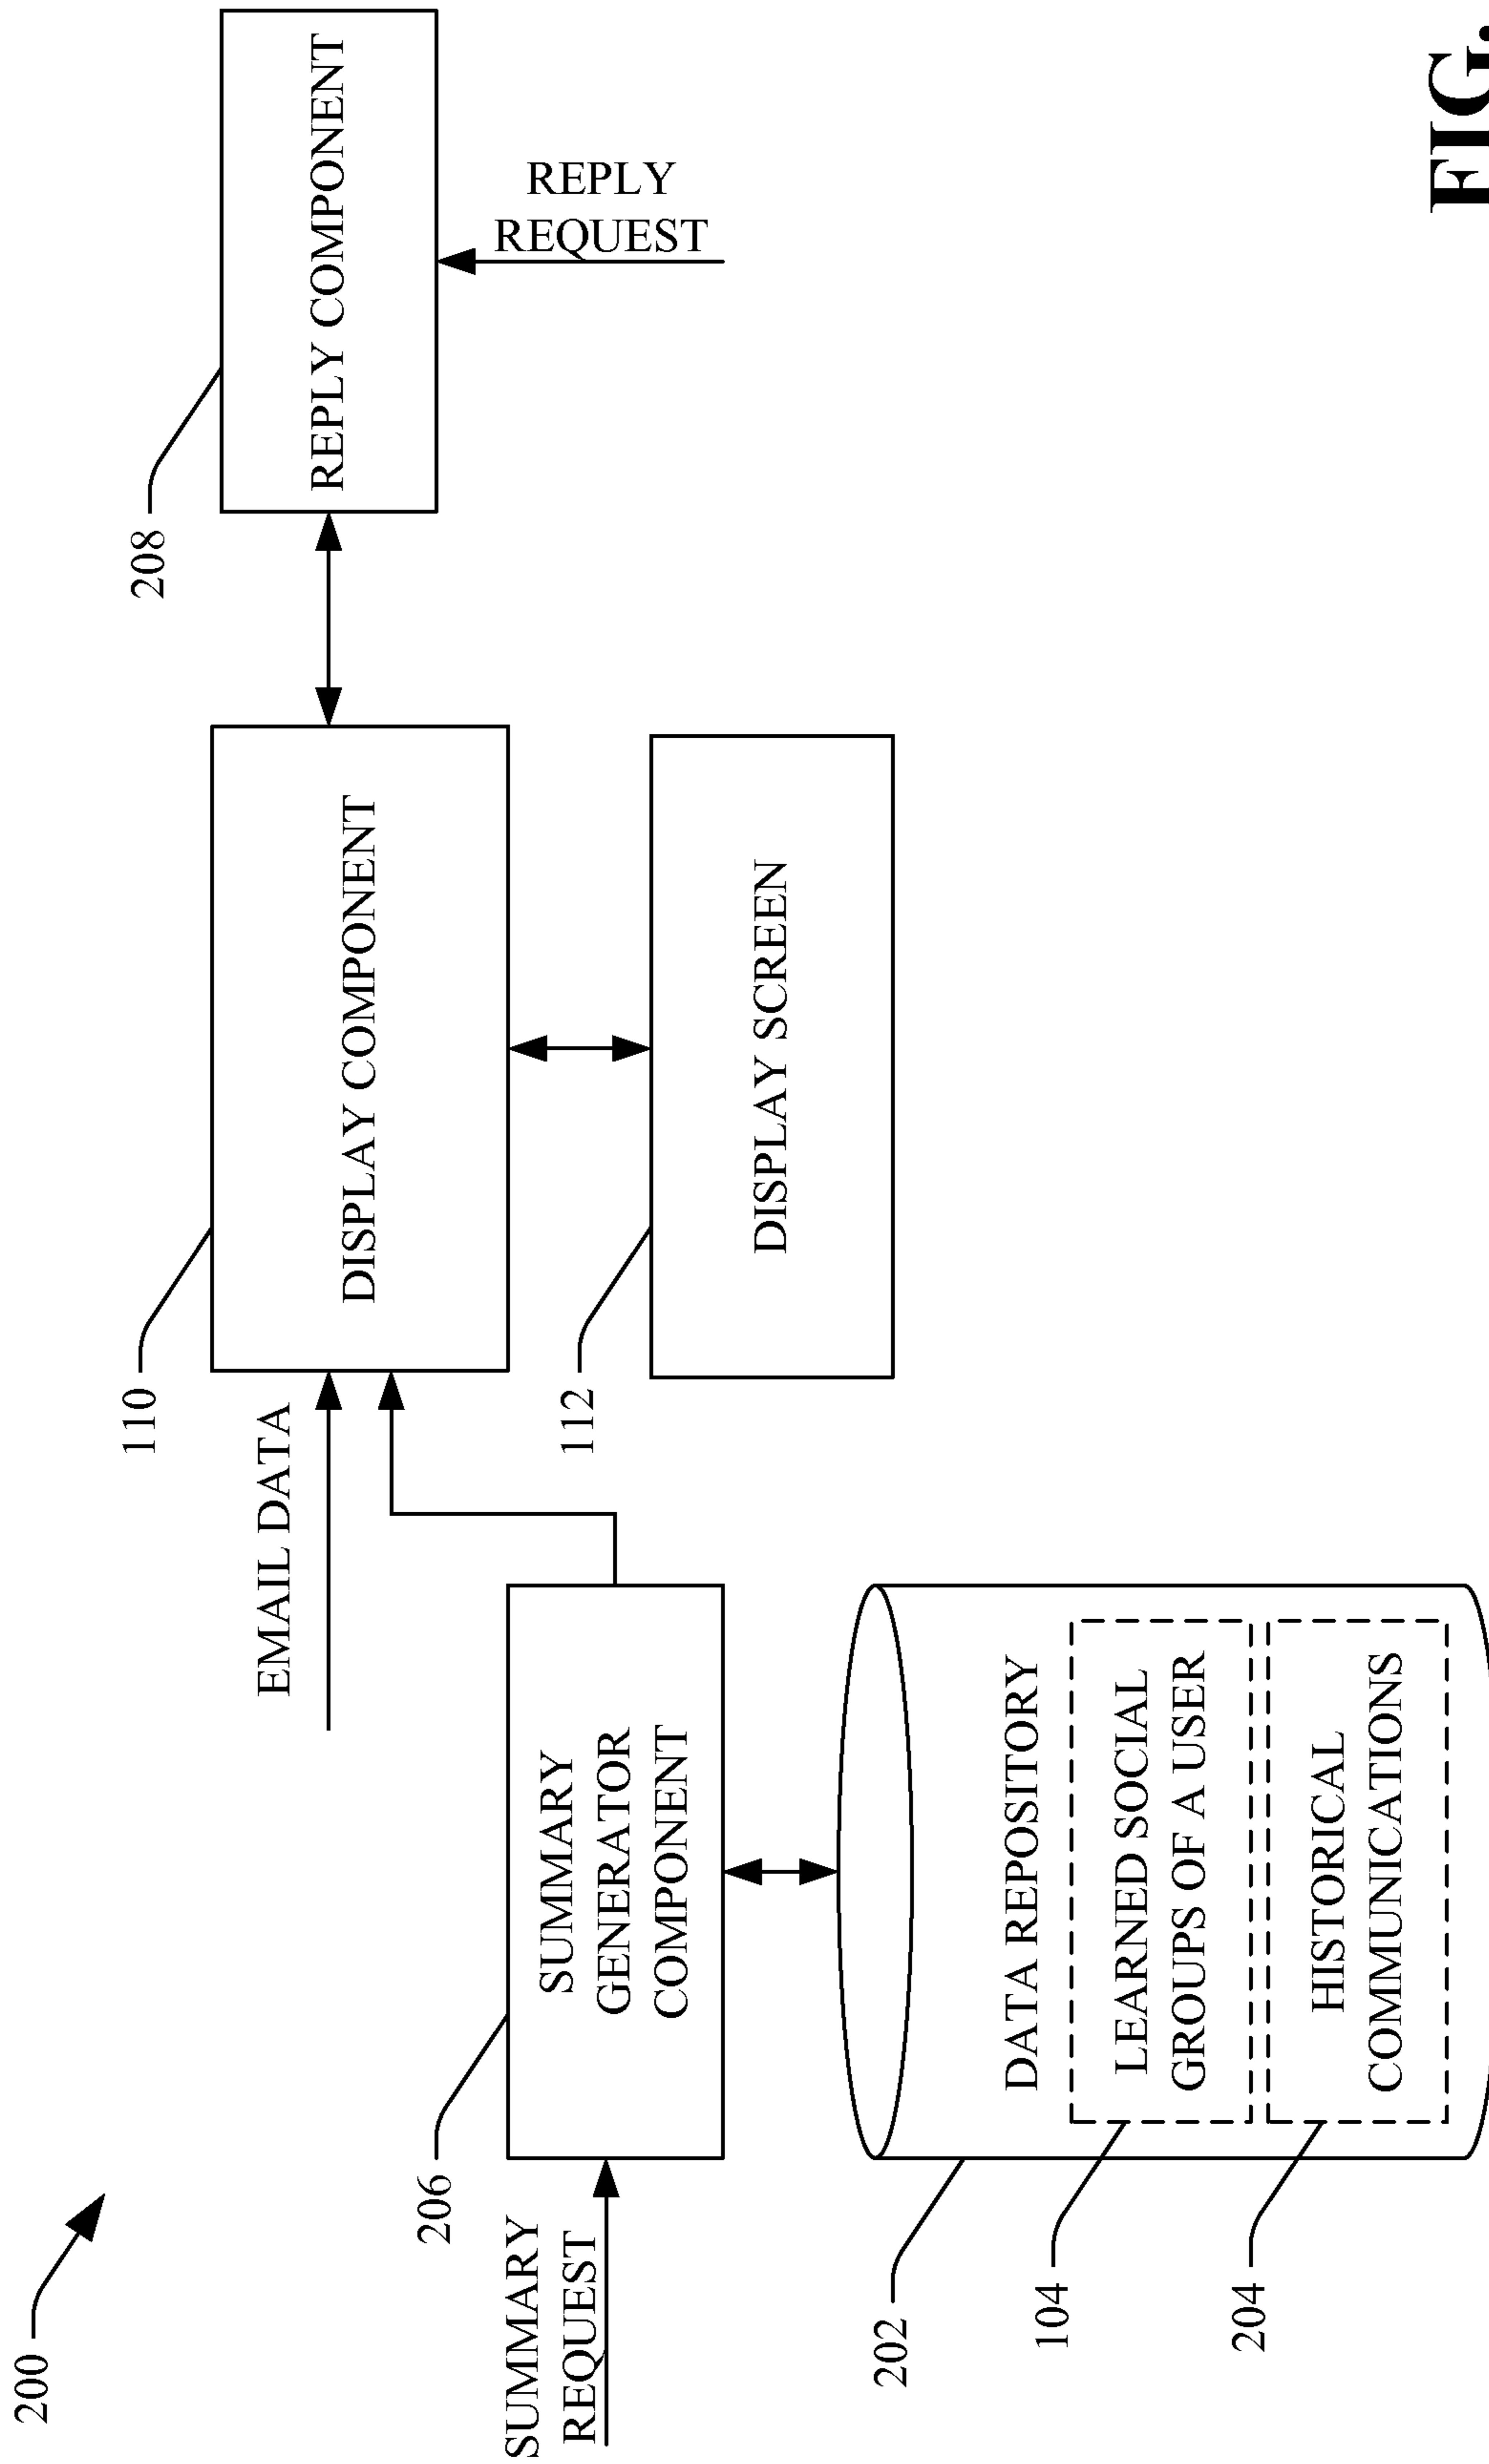 200
SUMMARY
REQUEST
206
SUMMARY
GENERATOR
COMPONENT
202
DATA REPOSITORY
104
LEARNED SOCIAL
GROUPS OF A USER
204
HISTORICAL
COMMUNICATIONS
EMAIL DATA
110
DISPLAY COMPONENT
112
DISPLAY SCREEN
208
REPLY COMPONENT
REPLY
REQUEST
FIG.